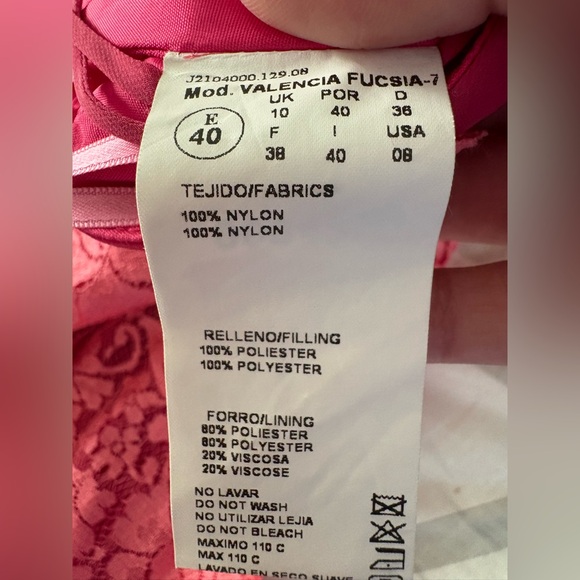 J2104000.129.08
Mod. VALENCIA FUCSIA-7
UK POR D
E 40 10 40 36
F I USA
38 40 08
TEJIDO/FABRICS
100% NYLON
100% NYLON
RELLENO/FILLING
100% POLIESTER
100% POLYESTER
FORRO/LINING
80% POLIESTER
80% POLYESTER
20% VISCOSA
20% VISCOSE
NO LAVAR
DO NOT WASH
NO UTILIZAR LEJIA
DO NOT BLEACH
MAXIMO 110 C
MAX 110 C
LAVADO EN SECO SUAVE